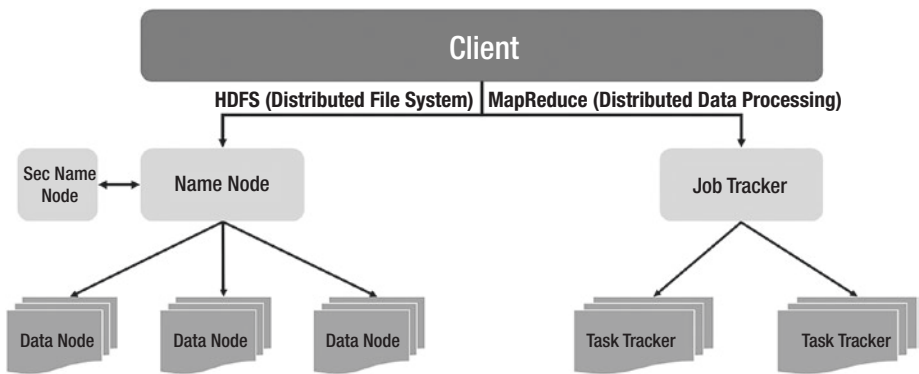 Client
HDFS (Distributed File System) MapReduce (Distributed Data Processing)
Sec Name
Node
Name Node
Job Tracker
Data Node
Data Node
Data Node
Task Tracker
Task Tracker